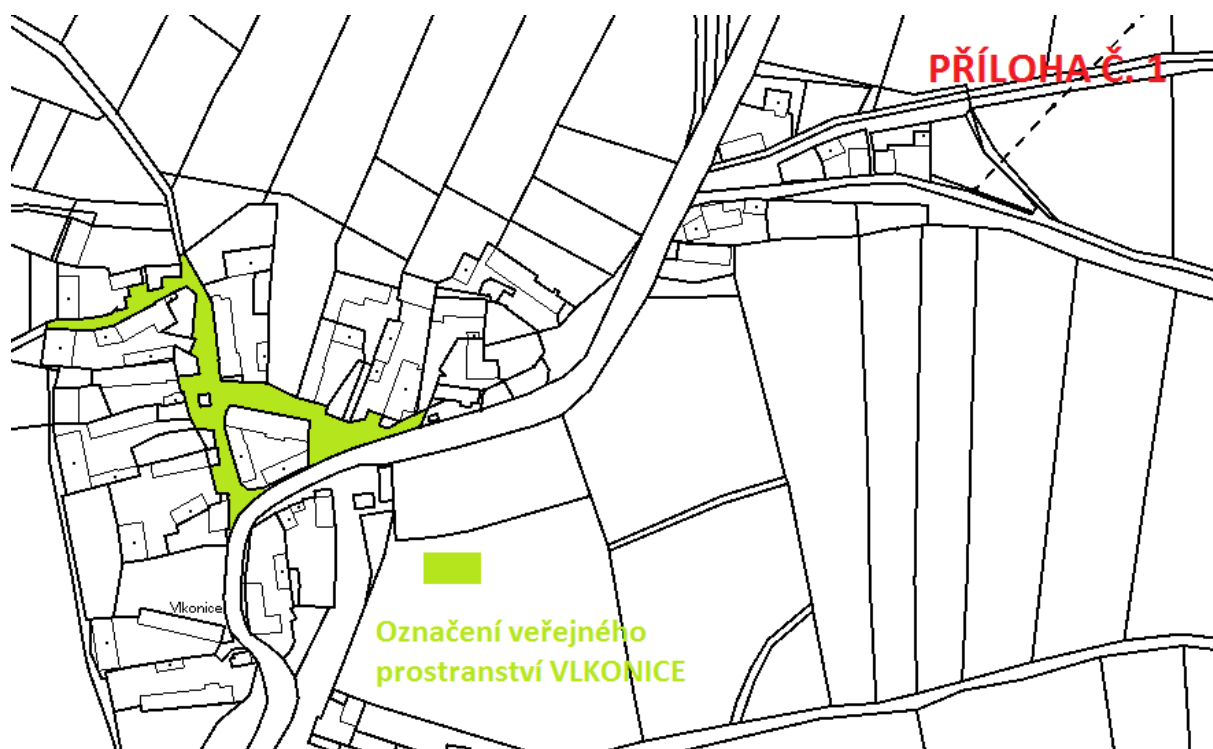 PŘÍLOHA Č. 1
Vlkonice
Označení veřejného
prostranství VLKONICE